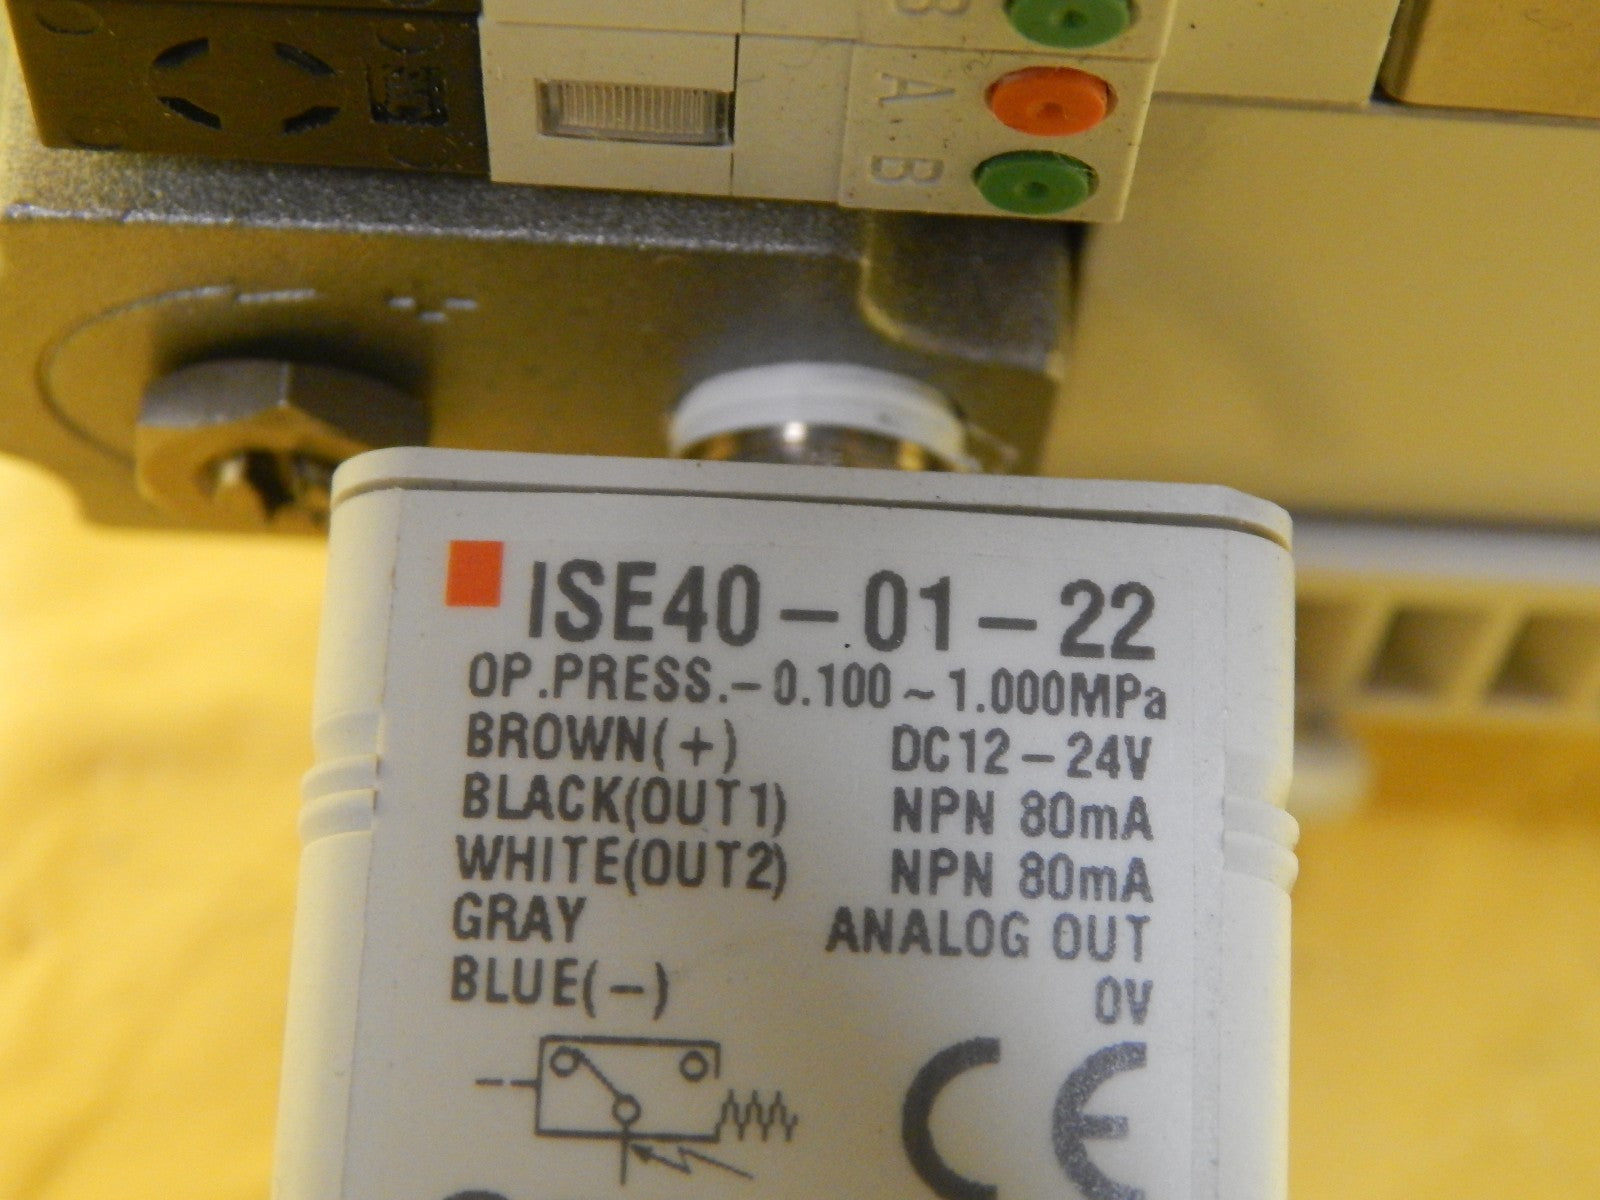 B
A
B
ISE40-01-22
OP.PRESS.-0.100~1.000MPa
BROWN(+) DC12-24V
BLACK(OUT1) NPN 80mA
WHITE(OUT2) NPN 80mA
GRAY ANALOG OUT
BLUE(-) 0V
CE